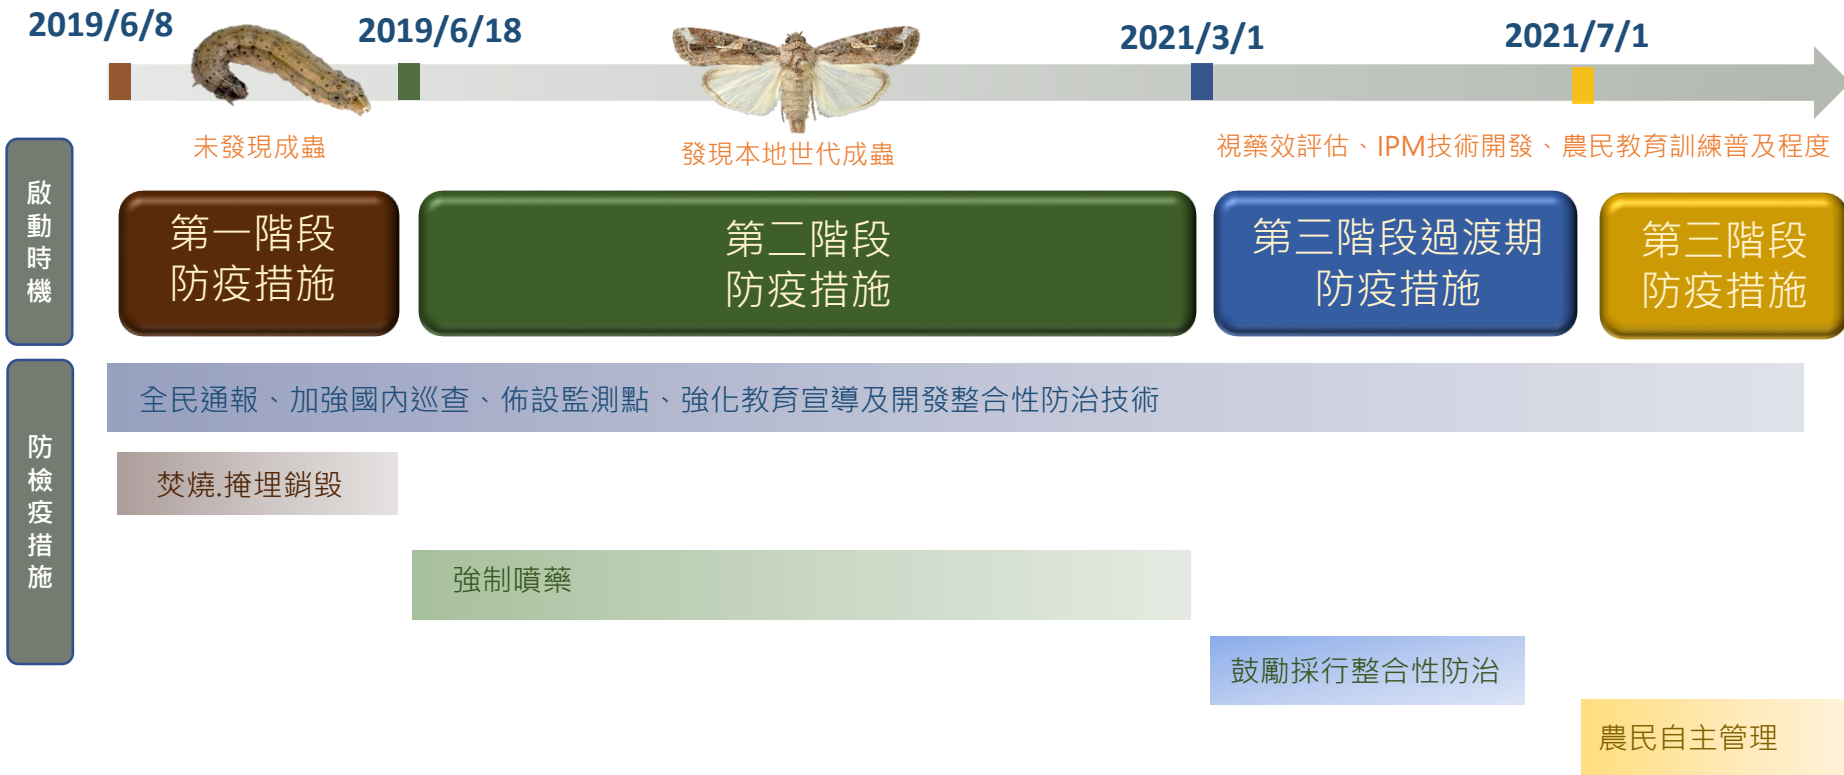 2019/6/8
2019/6/18
2021/3/1
2021/7/1
未發現成蟲
發現本地世代成蟲
視藥效評估、IPM技術開發、農民教育訓練普及程度
啟動時機
第一階段
防疫措施
第二階段
防疫措施
第三階段過渡期
防疫措施
第三階段
防疫措施
防檢疫措施
全民通報、加強國內巡查、佈設監測點、強化教育宣導及開發整合性防治技術
焚燒.掩埋銷毀
強制噴藥
鼓勵採行整合性防治
農民自主管理